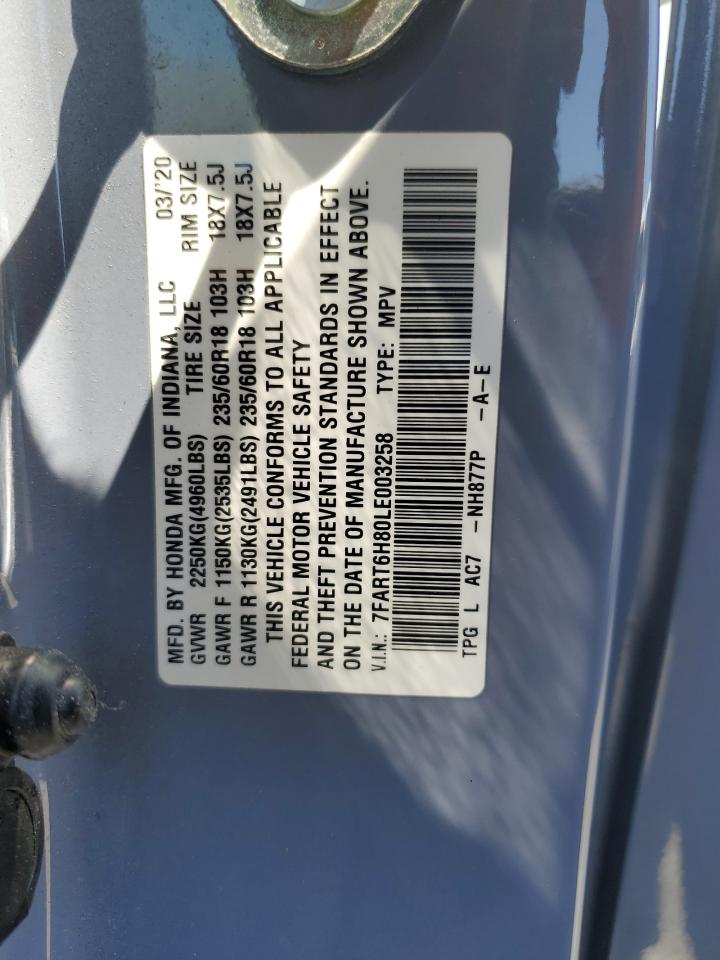 MFD. BY HONDA MFG. OF INDIANA, LLC 03/'20
GVWR 2250KG(4960LBS) TIRE SIZE RIM SIZE
GAWR F 1150KG(2535LBS) 235/60R18 103H 18X7.5J
GAWR R 1130KG(2491LBS) 235/60R18 103H 18X7.5J
THIS VEHICLE CONFORMS TO ALL APPLICABLE
FEDERAL MOTOR VEHICLE SAFETY
AND THEFT PREVENTION STANDARDS IN EFFECT
ON THE DATE OF MANUFACTURE SHOWN ABOVE.
V.I.N.: 7FART6H80LE003258 TYPE: MPV
TPG L AC7 -NH877P -A-E